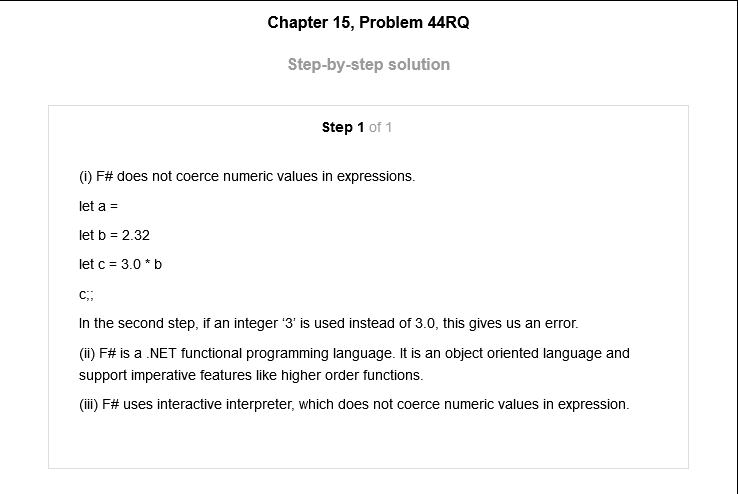 Chapter 15, Problem 44RQ
Step-by-step solution
Step 1 of 1
(i) F# does not coerce numeric values in expressions.
let a =
let b = 2.32
let c = 3.0 * b
c;;
In the second step, if an integer ‘3’ is used instead of 3.0, this gives us an error.
(ii) F# is a .NET functional programming language. It is an object oriented language and
support imperative features like higher order functions.
(iii) F# uses interactive interpreter, which does not coerce numeric values in expression.